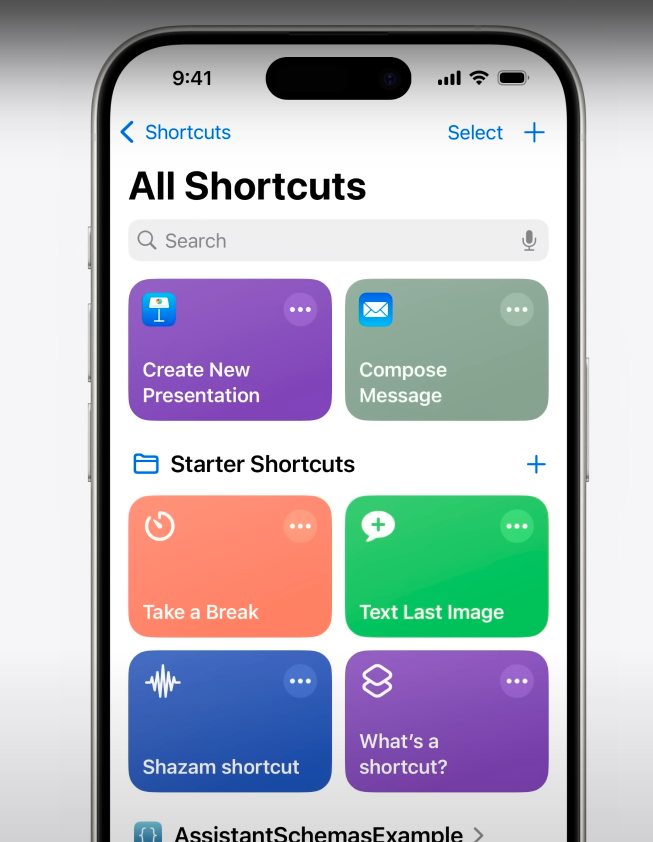 9:41
Shortcuts
Select
All Shortcuts
Search
Create New
Presentation
Compose
Message
Starter Shortcuts
Take a Break
Text Last Image
Shazam shortcut
What's a
shortcut?
AssistantSchemasExample